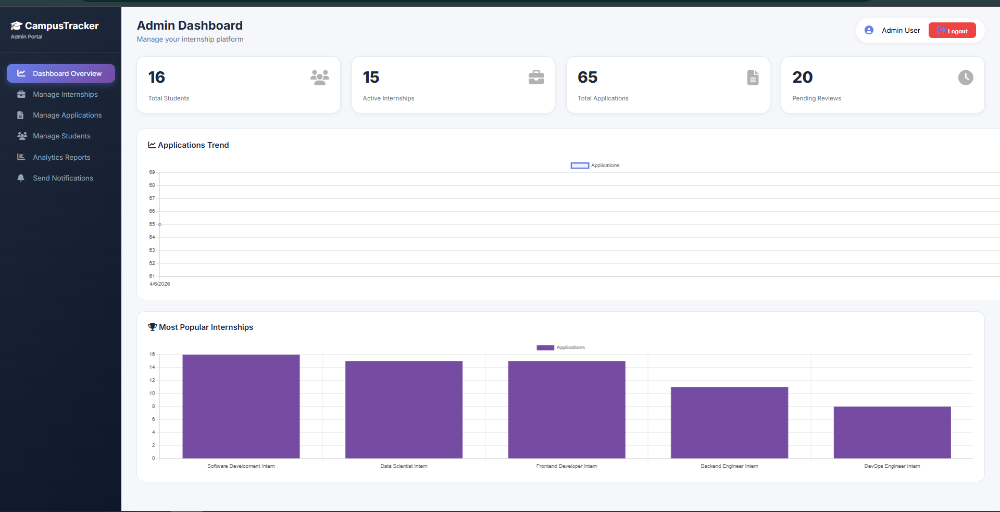 CampusTracker
Admin Portal
Dashboard Overview
Manage Internships
Manage Applications
Manage Students
Analytics Reports
Send Notifications
Admin Dashboard
Manage your internship platform
Admin User
Logout
16
Total Students
15
Active Internships
65
Total Applications
20
Pending Reviews
Applications Trend
Applications
69
68
67
66
65
64
63
62
61
4/6/2026
Most Popular Internships
Applications
16
14
12
10
8
6
4
2
0
Software Development Intern
Data Scientist Intern
Frontend Developer Intern
Backend Engineer Intern
DevOps Engineer Intern